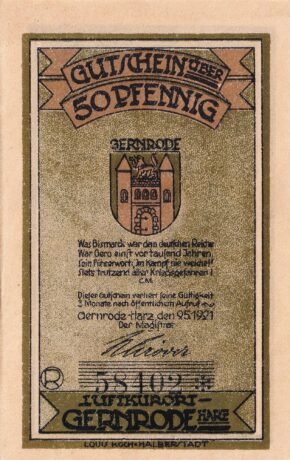 GUTSCHEIN ÜBER
50 PFENNIG
GERNRODE
Was Bismarck war dem deutschen Reiche
War Gero einst vor tausend Jahren,
Sein Führerwort: Im Kampf nie weiche!
Stets trutzend aller Kriegsgefahren!
C.M.
Dieser Gutschein verliert seine Gültigkeit
3 Monate nach öffentlichem Aufruf
Gernrode-Harz, den 9.5.1921
Der Magistrat
R
58402 *
LUFTKURORT-
GERNRODE HARZ
LOUIS KOCH-HALBERSTADT